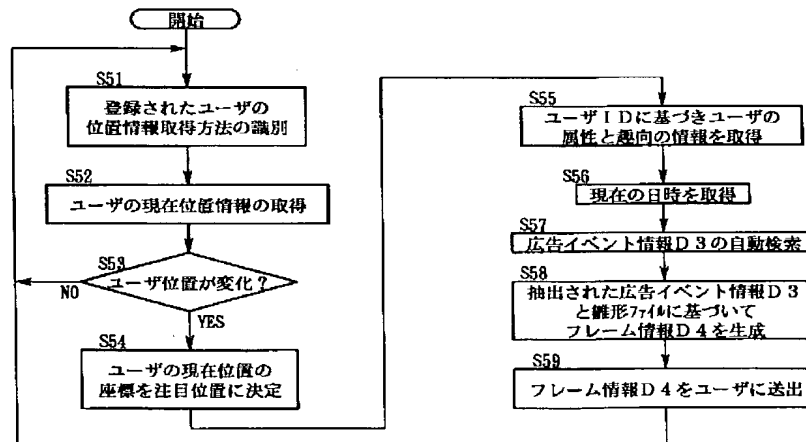 開始
S51
登録されたユーザの
位置情報取得方法の識別
S52
ユーザの現在位置情報の取得
S53
ユーザ位置が変化？
NO
YES
S54
ユーザの現在位置の
座標を注目位置に決定
S55
ユーザＩＤに基づきユーザの
属性と趣向の情報を取得
S56
現在の日時を取得
S57
広告イベント情報Ｄ３の自動検索
S58
抽出された広告イベント情報Ｄ３
と雛形ﾌｧｲﾙに基づいて
フレーム情報Ｄ４を生成
S59
フレーム情報Ｄ４をユーザに送出